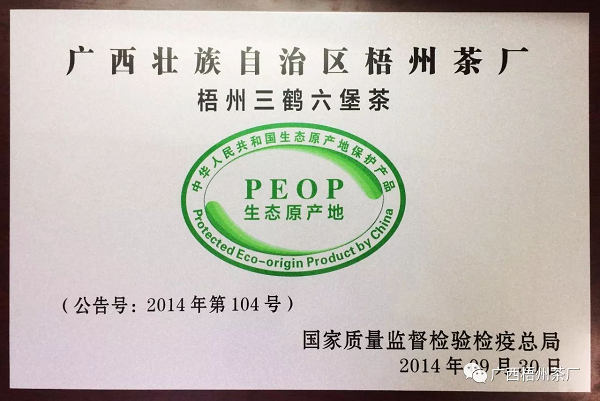 广西壮族自治区梧州茶厂
梧州三鹤六堡茶
中华人民共和国生态原产地保护产品
PEOP
生态原产地
Protected Eco-origin Product by China
（公告号：2014年第104号）
国家质量监督检验检疫总局
2014年09月30日
广西梧州茶厂